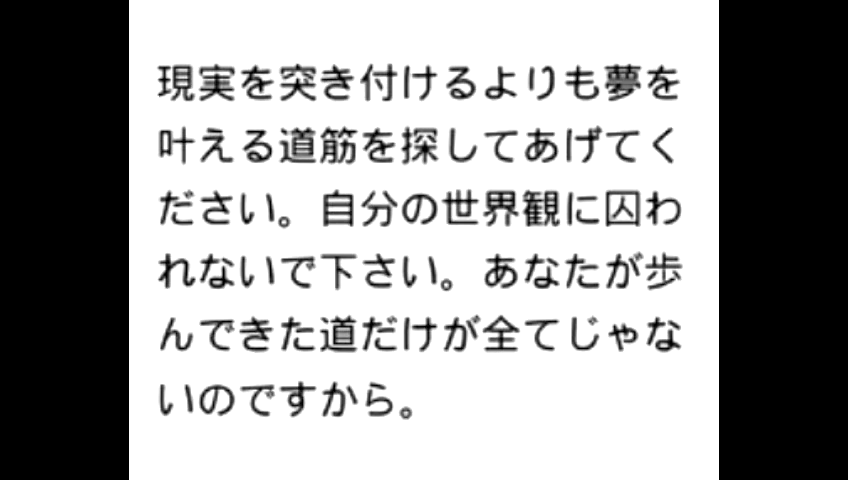 現実を突き付けるよりも夢を
叶える道筋を探してあげてく
ださい。自分の世界観に囚わ
れないで下さい。あなたが歩
んできた道だけが全てじゃな
いのですから。